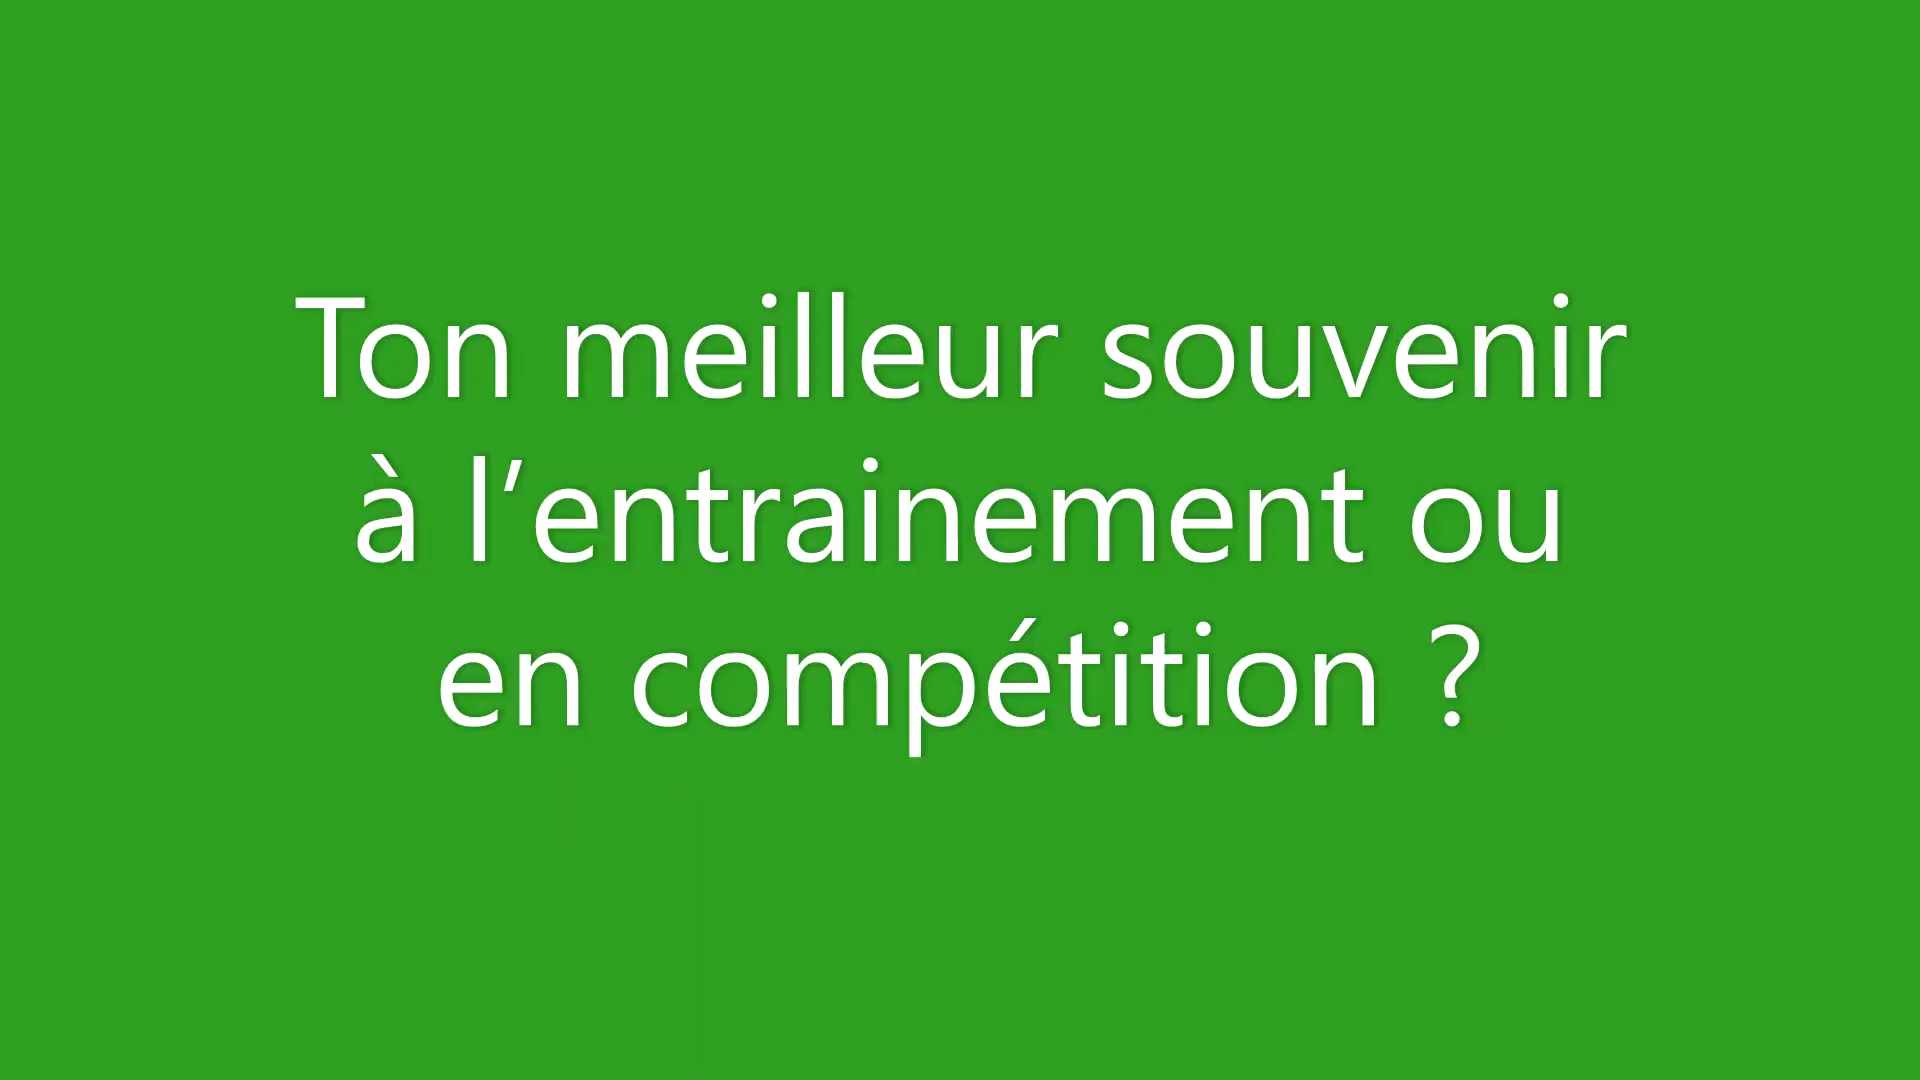 Ton meilleur souvenir
à l’entrainement ou
en compétition ?